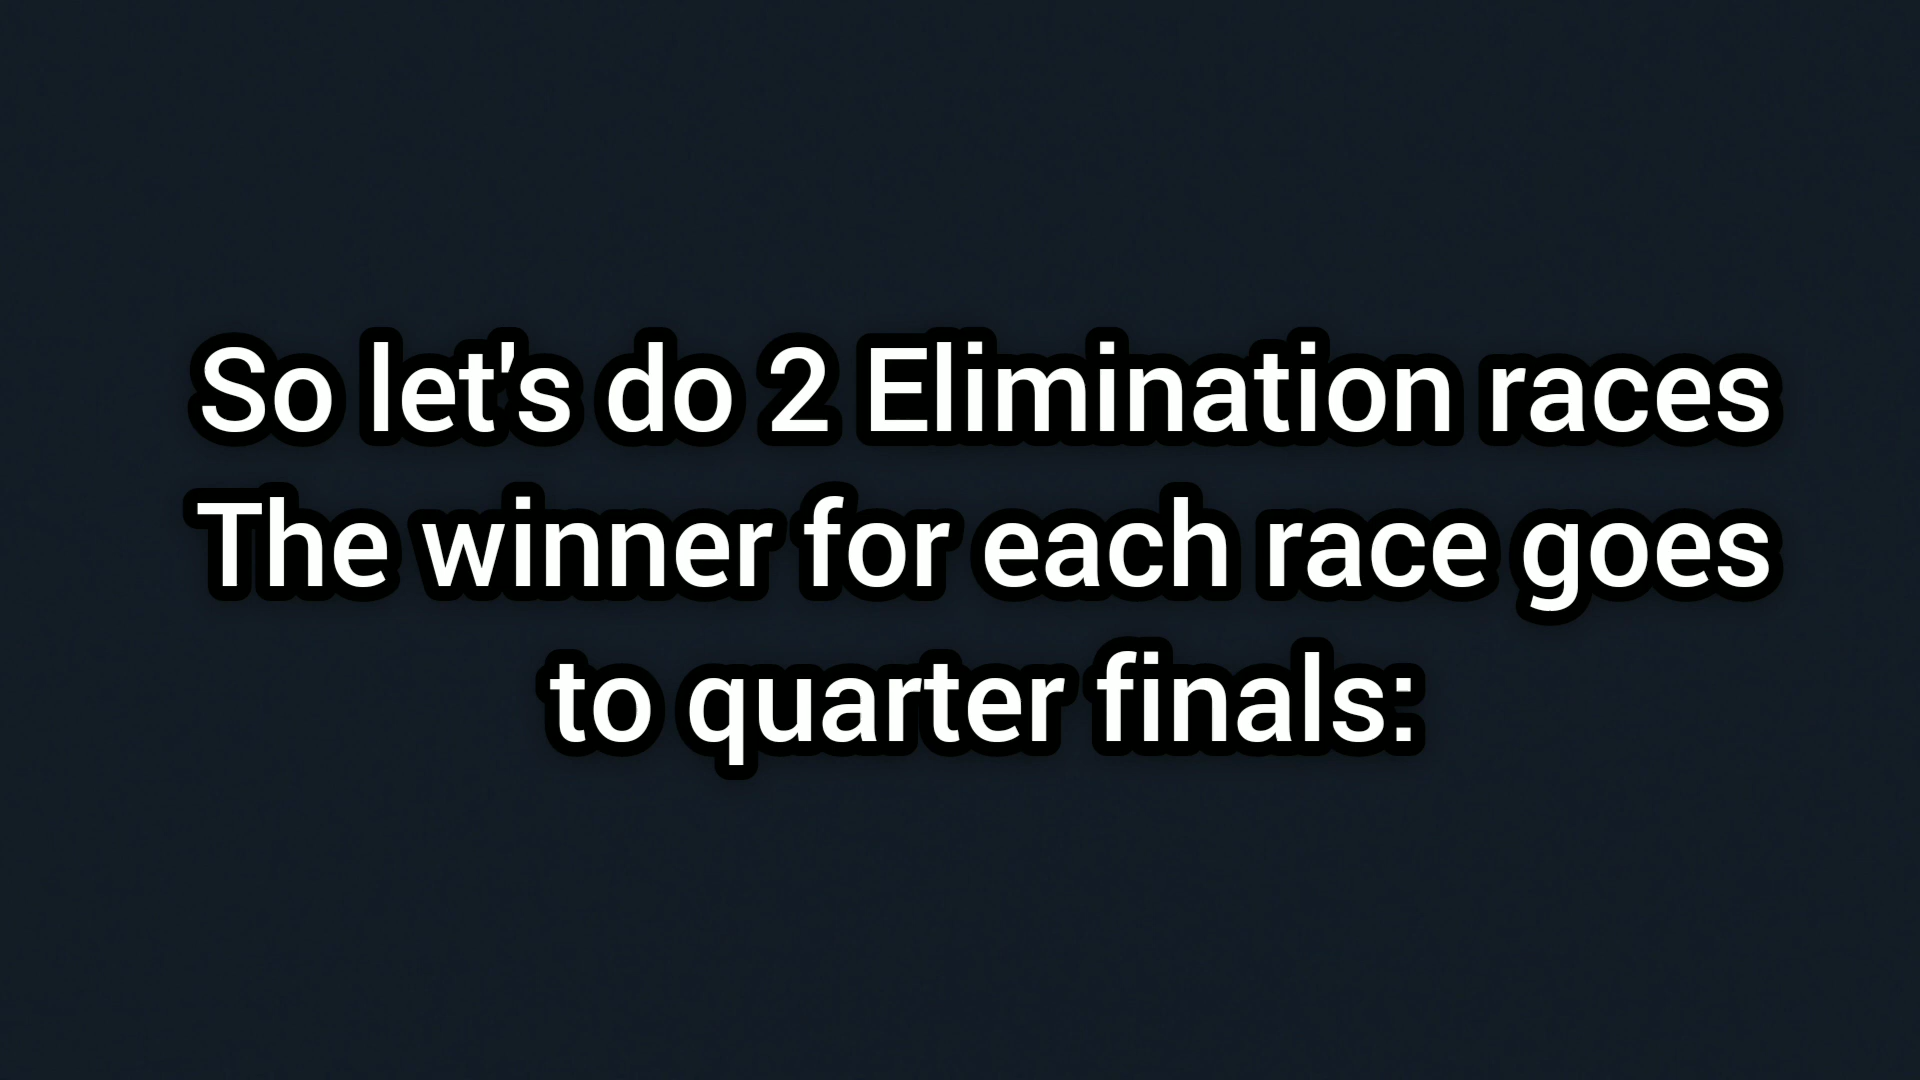 So let's do 2 Elimination races
The winner for each race goes
to quarter finals: